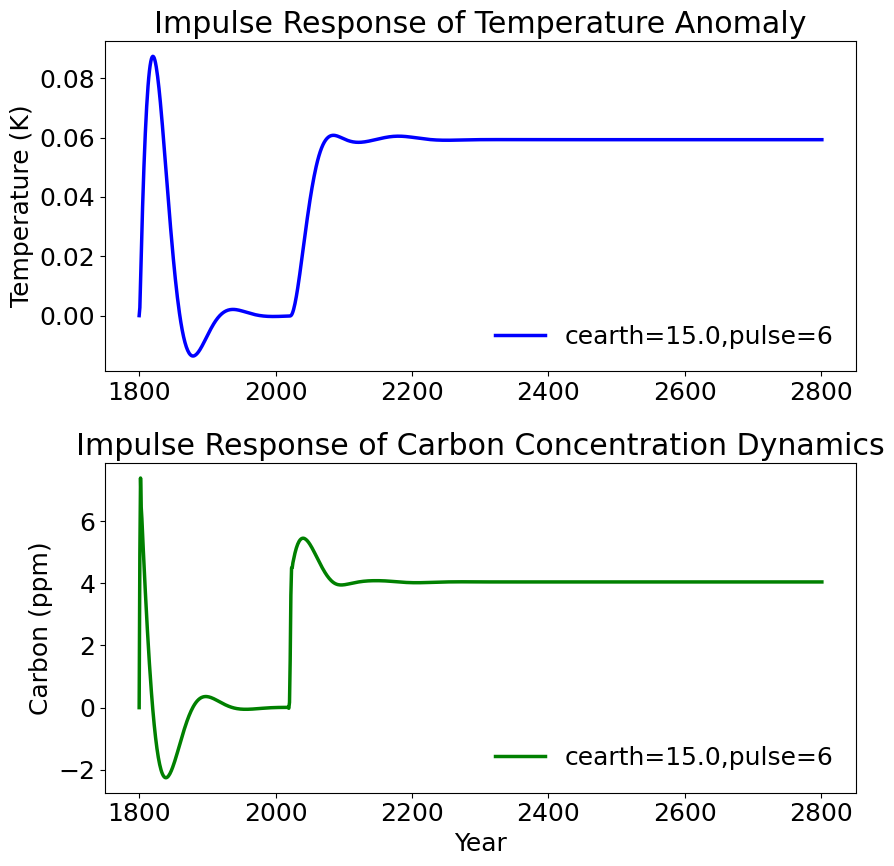 Impulse Response of Temperature Anomaly
Temperature (K)
0.08
0.06
0.04
0.02
0.00
cearth=15.0,pulse=6
1800 2000 2200 2400 2600 2800
Impulse Response of Carbon Concentration Dynamics
Carbon (ppm)
6
4
2
0
−2
cearth=15.0,pulse=6
1800 2000 2200 2400 2600 2800
Year